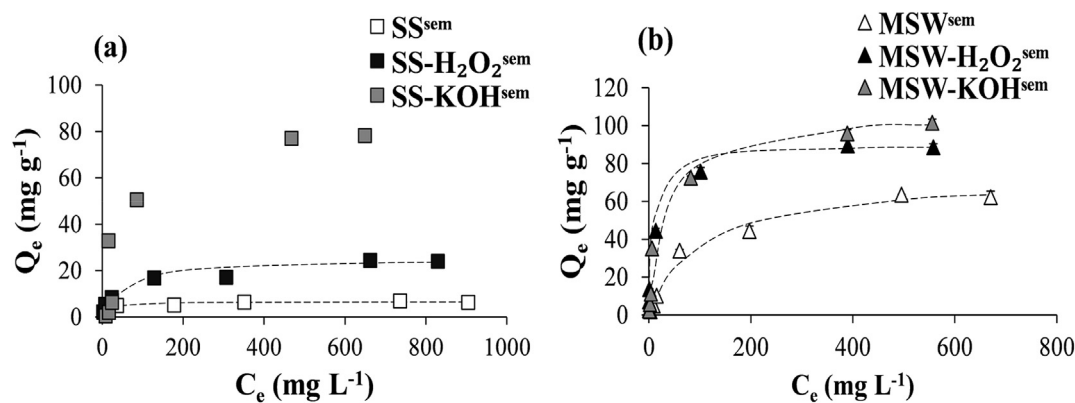 (a)
SSˢᵉᵐ
SS-H₂O₂ˢᵉᵐ
SS-KOHˢᵉᵐ
Qₑ (mg g⁻¹)
100
80
60
40
20
0
0 200 400 600 800 1000
Cₑ (mg L⁻¹)
(b)
MSWˢᵉᵐ
MSW-H₂O₂ˢᵉᵐ
MSW-KOHˢᵉᵐ
Qₑ (mg g⁻¹)
120
100
80
60
40
20
0
0 200 400 600 800
Cₑ (mg L⁻¹)